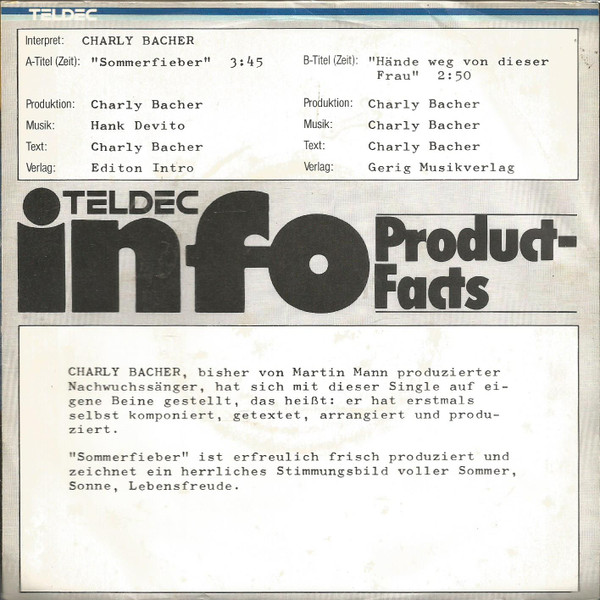 TELDEC
Interpret: CHARLY BACHER
A-Titel (Zeit): "Sommerfieber" 3:45
Produktion: Charly Bacher
Musik: Hank Devito
Text: Charly Bacher
Verlag: Editon Intro
B-Titel (Zeit): "Hände weg von dieser
Frau" 2:50
Produktion: Charly Bacher
Musik: Charly Bacher
Text: Charly Bacher
Verlag: Gerig Musikverlag
TELDEC
info
Product-
Facts
CHARLY BACHER, bisher von Martin Mann produzierter
Nachwuchssänger, hat sich mit dieser Single auf ei-
gene Beine gestellt, das heißt: er hat erstmals
selbst komponiert, getextet, arrangiert und produ-
ziert.
"Sommerfieber" ist erfreulich frisch produziert und
zeichnet ein herrliches Stimmungsbild voller Sommer,
Sonne, Lebensfreude.